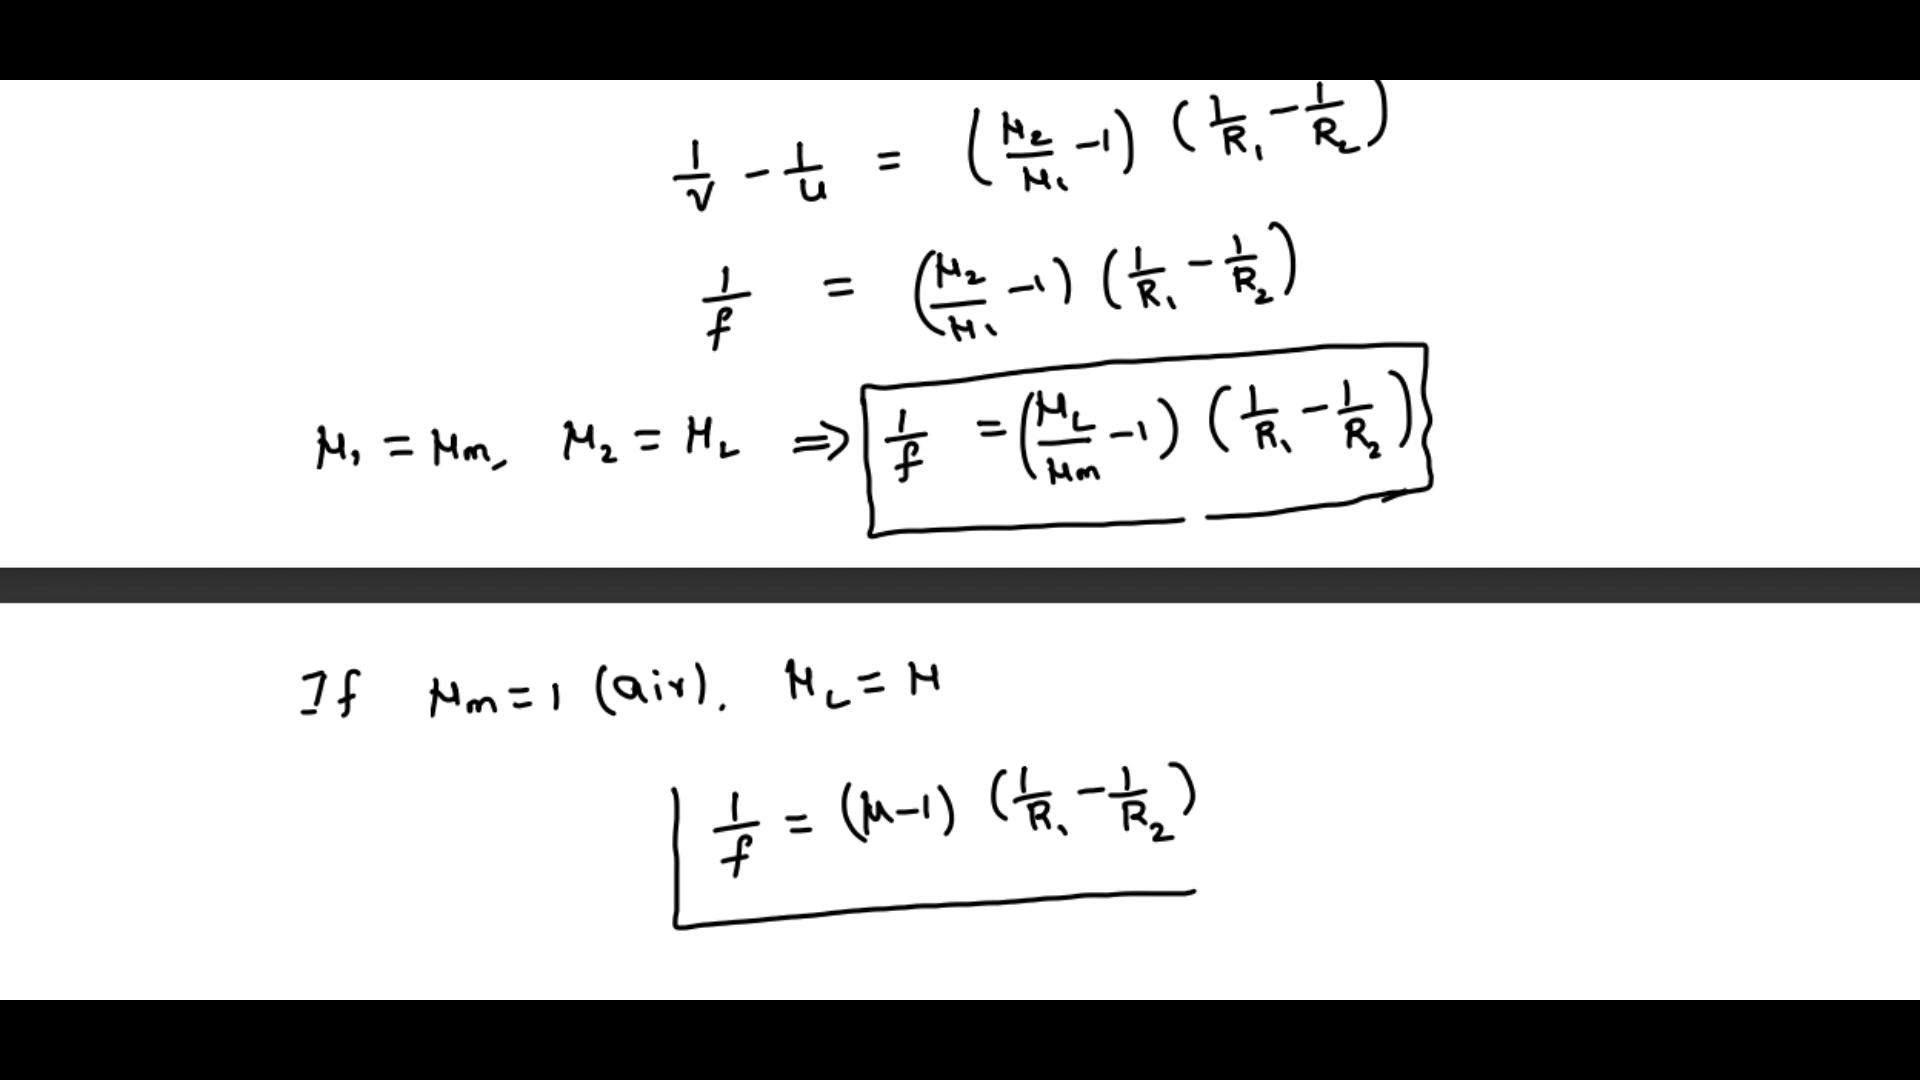 1/v - 1/u = (μ₂/μ₁ - 1) (1/R₁ - 1/R₂)
1/f = (μ₂/μ₁ - 1) (1/R₁ - 1/R₂)
μ₁ = μm, μ₂ = μL ⇒ 1/f = (μL/μm - 1) (1/R₁ - 1/R₂)
If μm = 1 (air). μL = μ
1/f = (μ-1) (1/R₁ - 1/R₂)